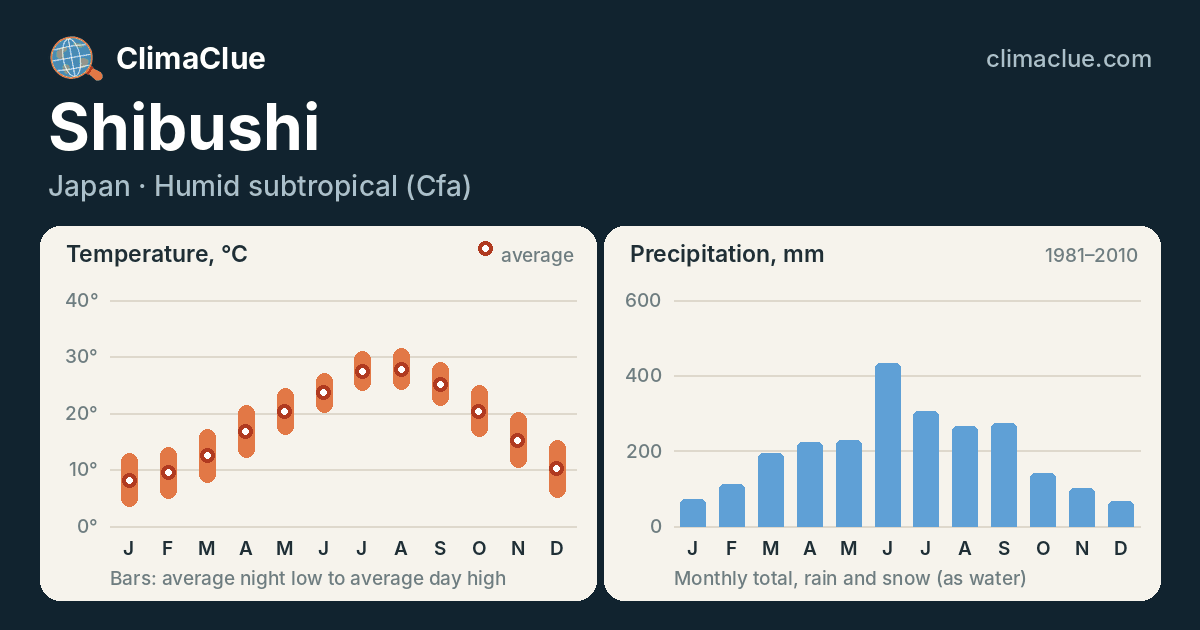 ClimaClue
climaclue.com
Shibushi
Japan · Humid subtropical (Cfa)
Temperature, °C
average
40°
30°
20°
10°
0°
J F M A M J J A S O N D
Bars: average night low to average day high
Precipitation, mm
1981–2010
600
400
200
0
J F M A M J J A S O N D
Monthly total, rain and snow (as water)